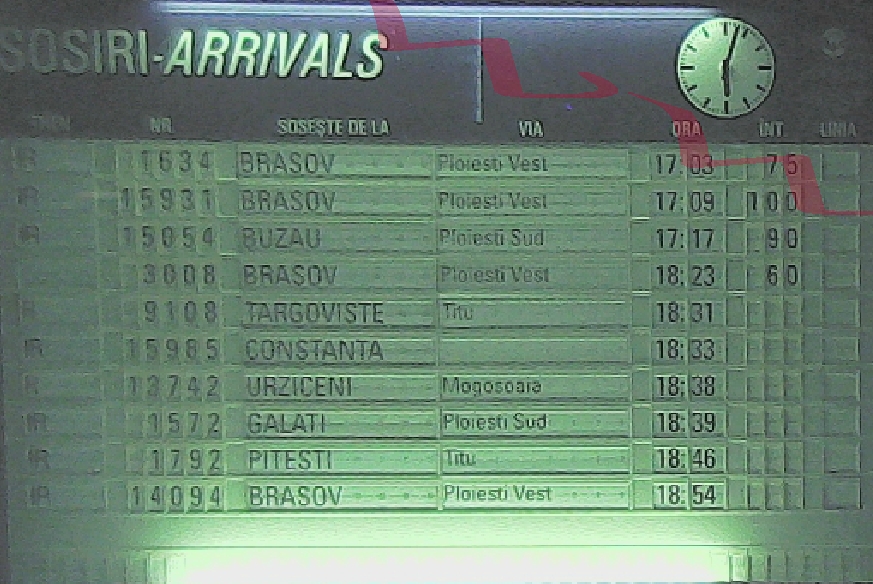 SOSIRI-ARRIVALS
TREN NR SOSEȘTE DE LA VIA ORA INT LINIA
R 1634 BRASOV Ploiesti Vest 17:03 75
IR 15931 BRASOV Ploiesti Vest 17:09 100
IR 15054 BUZAU Ploiesti Sud 17:17 90
3008 BRASOV Ploiesti Vest 18:23 60
R 9108 TARGOVISTE Titu 18:31
IR 15985 CONSTANTA 18:33
R 13742 URZICENI Mogosoaia 18:38
IR 1572 GALATI Ploiesti Sud 18:39
IR 1792 PITESTI Titu 18:46
IR 14094 BRASOV Ploiesti Vest 18:54